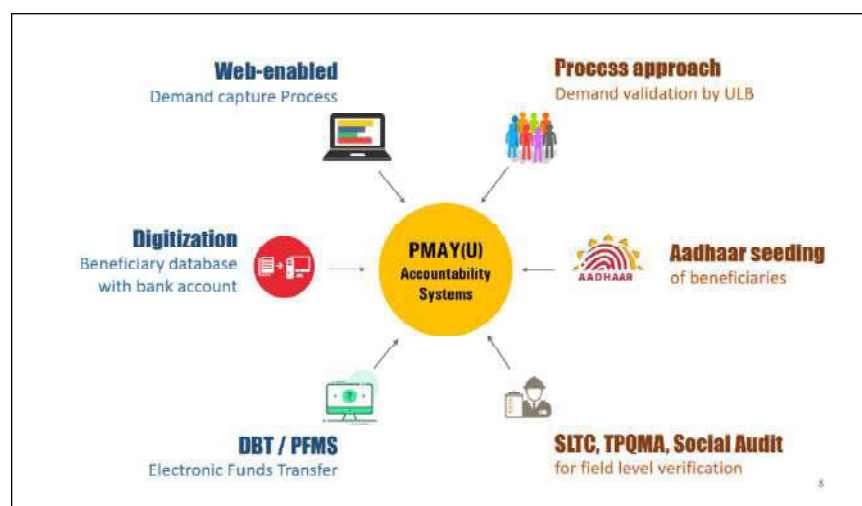 Web-enabled
Demand capture Process
Process approach
Demand validation by ULB
Digitization
Beneficiary database
with bank account
PMAY(U)
Accountability
Systems
AADHAAR
Aadhaar seeding
of beneficiaries
DBT / PFMS
Electronic Funds Transfer
SLTC, TPQMA, Social Audit
for field level verification
8